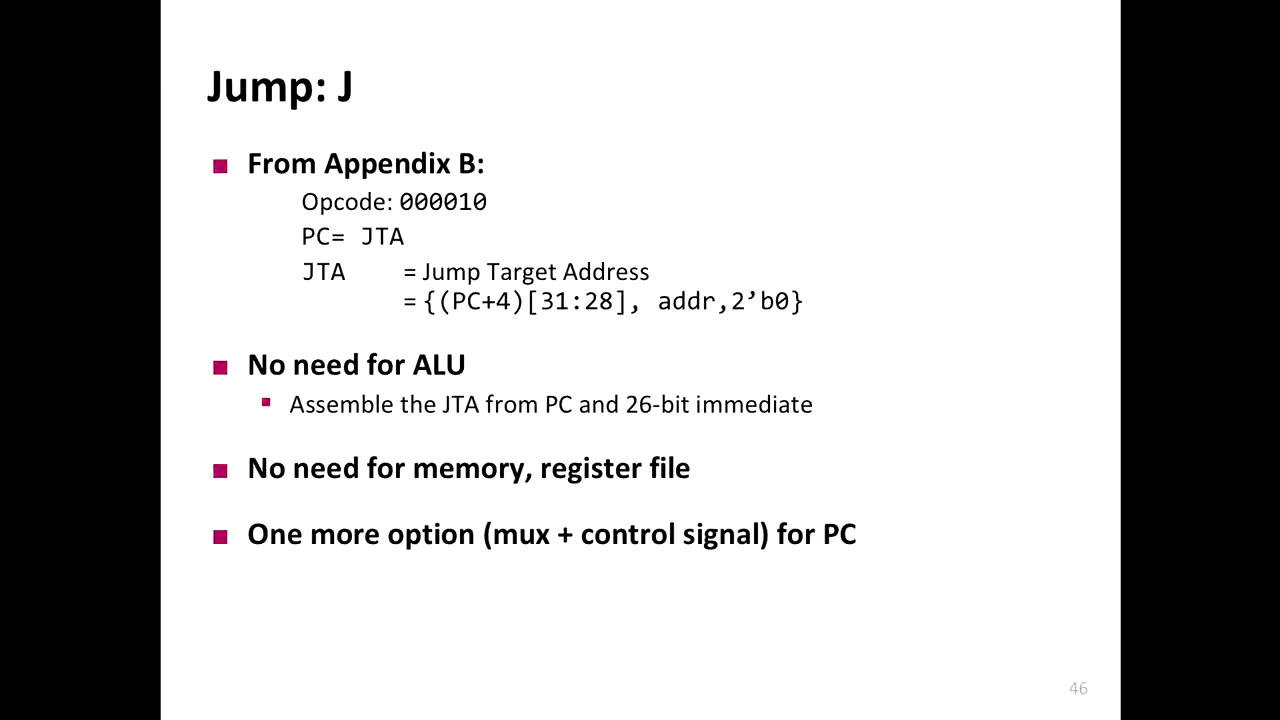 Jump: J
From Appendix B:
Opcode: 000010
PC= JTA
JTA = Jump Target Address
= {(PC+4)[31:28], addr,2’b0}
No need for ALU
Assemble the JTA from PC and 26-bit immediate
No need for memory, register file
One more option (mux + control signal) for PC
46